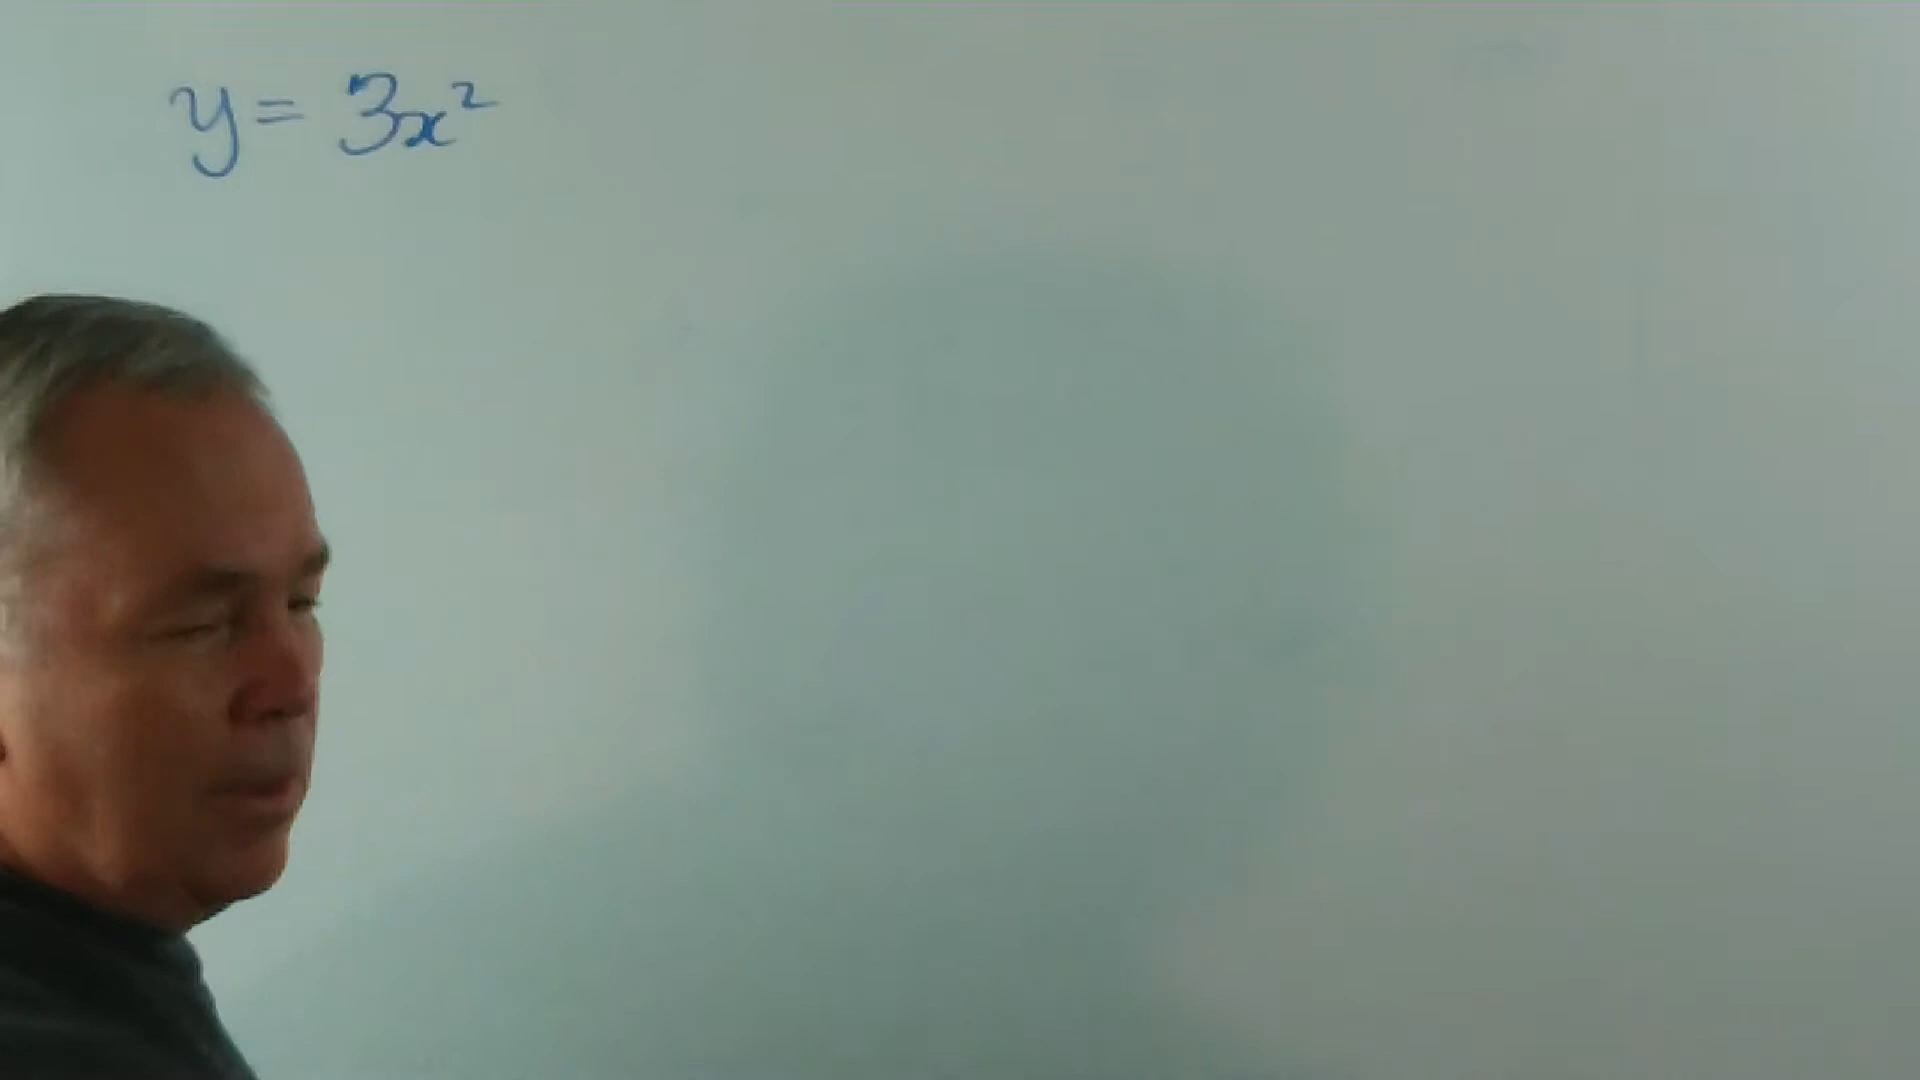 y = 3x²